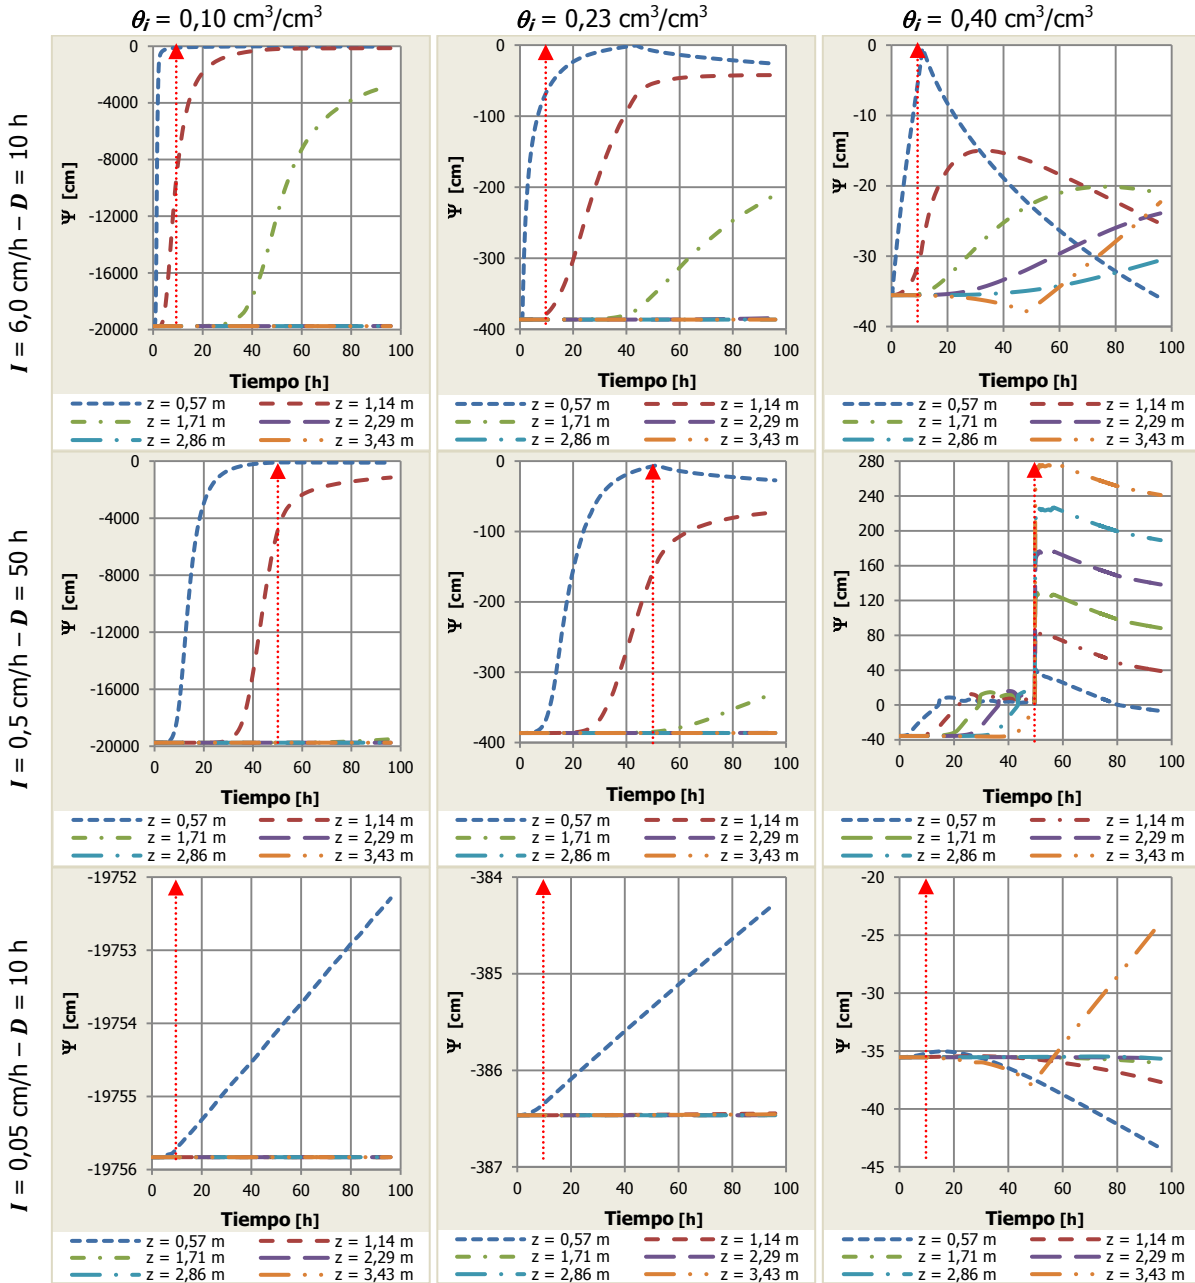 θi = 0,10 cm³/cm³
θi = 0,23 cm³/cm³
θi = 0,40 cm³/cm³
I = 6,0 cm/h – D = 10 h
0
-4000
-8000
-12000
-16000
-20000
Ψ [cm]
0 20 40 60 80 100
Tiempo [h]
z = 0,57 m z = 1,14 m
z = 1,71 m z = 2,29 m
z = 2,86 m z = 3,43 m
0
-100
-200
-300
-400
Ψ [cm]
0 20 40 60 80 100
Tiempo [h]
z = 0,57 m z = 1,14 m
z = 1,71 m z = 2,29 m
z = 2,86 m z = 3,43 m
0
-10
-20
-30
-40
Ψ [cm]
0 20 40 60 80 100
Tiempo [h]
z = 0,57 m z = 1,14 m
z = 1,71 m z = 2,29 m
z = 2,86 m z = 3,43 m
I = 0,5 cm/h – D = 50 h
0
-4000
-8000
-12000
-16000
-20000
Ψ [cm]
0 20 40 60 80 100
Tiempo [h]
z = 0,57 m z = 1,14 m
z = 1,71 m z = 2,29 m
z = 2,86 m z = 3,43 m
0
-100
-200
-300
-400
Ψ [cm]
0 20 40 60 80 100
Tiempo [h]
z = 0,57 m z = 1,14 m
z = 1,71 m z = 2,29 m
z = 2,86 m z = 3,43 m
280
240
200
160
120
80
40
0
-40
Ψ [cm]
0 20 40 60 80 100
Tiempo [h]
z = 0,57 m z = 1,14 m
z = 1,71 m z = 2,29 m
z = 2,86 m z = 3,43 m
I = 0,05 cm/h – D = 10 h
-19752
-19753
-19754
-19755
-19756
Ψ [cm]
0 20 40 60 80 100
Tiempo [h]
z = 0,57 m z = 1,14 m
z = 1,71 m z = 2,29 m
z = 2,86 m z = 3,43 m
-384
-385
-386
-387
Ψ [cm]
0 20 40 60 80 100
Tiempo [h]
z = 0,57 m z = 1,14 m
z = 1,71 m z = 2,29 m
z = 2,86 m z = 3,43 m
-20
-25
-30
-35
-40
-45
Ψ [cm]
0 20 40 60 80 100
Tiempo [h]
z = 0,57 m z = 1,14 m
z = 1,71 m z = 2,29 m
z = 2,86 m z = 3,43 m